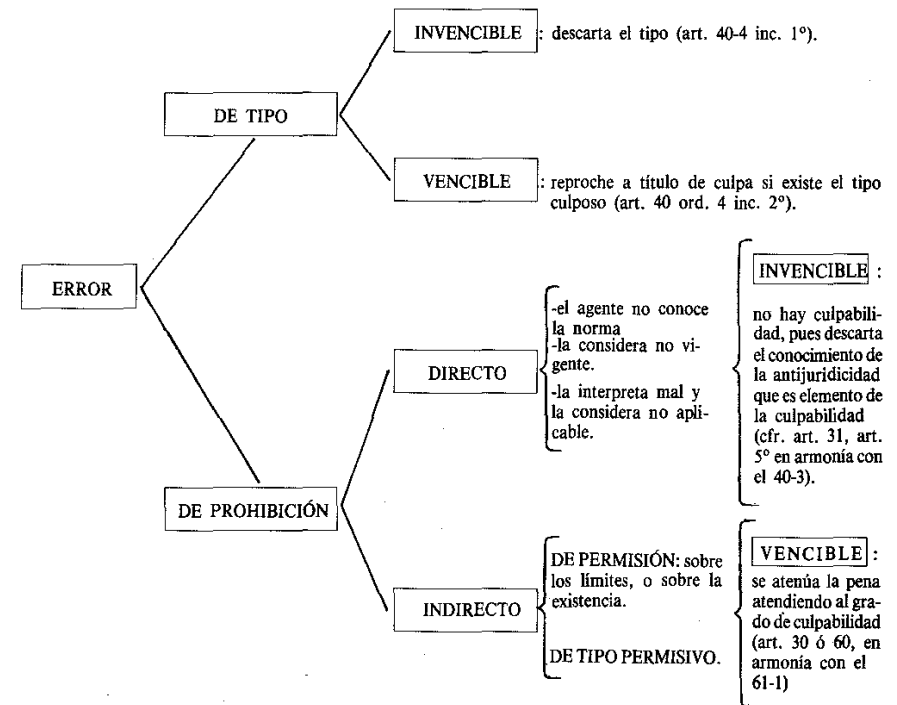 INVENCIBLE : descarta el tipo (art. 40-4 inc. 1º).
DE TIPO
VENCIBLE : reproche a título de culpa si existe el tipo
culposo (art. 40 ord. 4 inc. 2º).
ERROR
DE PROHIBICIÓN
DIRECTO
-el agente no conoce
la norma
-la considera no vi-
gente.
-la interpreta mal y
la considera no apli-
cable.
INVENCIBLE :
no hay culpabili-
dad, pues descarta
el conocimiento de
la antijuridicidad
que es elemento de
la culpabilidad
(cfr. art. 31, art.
5º en armonía con
el 40-3).
INDIRECTO
DE PERMISIÓN: sobre
los límites, o sobre la
existencia.
DE TIPO PERMISIVO.
VENCIBLE :
se atenúa la pena
atendiendo al gra-
do de culpabilidad
(art. 30 ó 60, en
armonía con el
61-1)